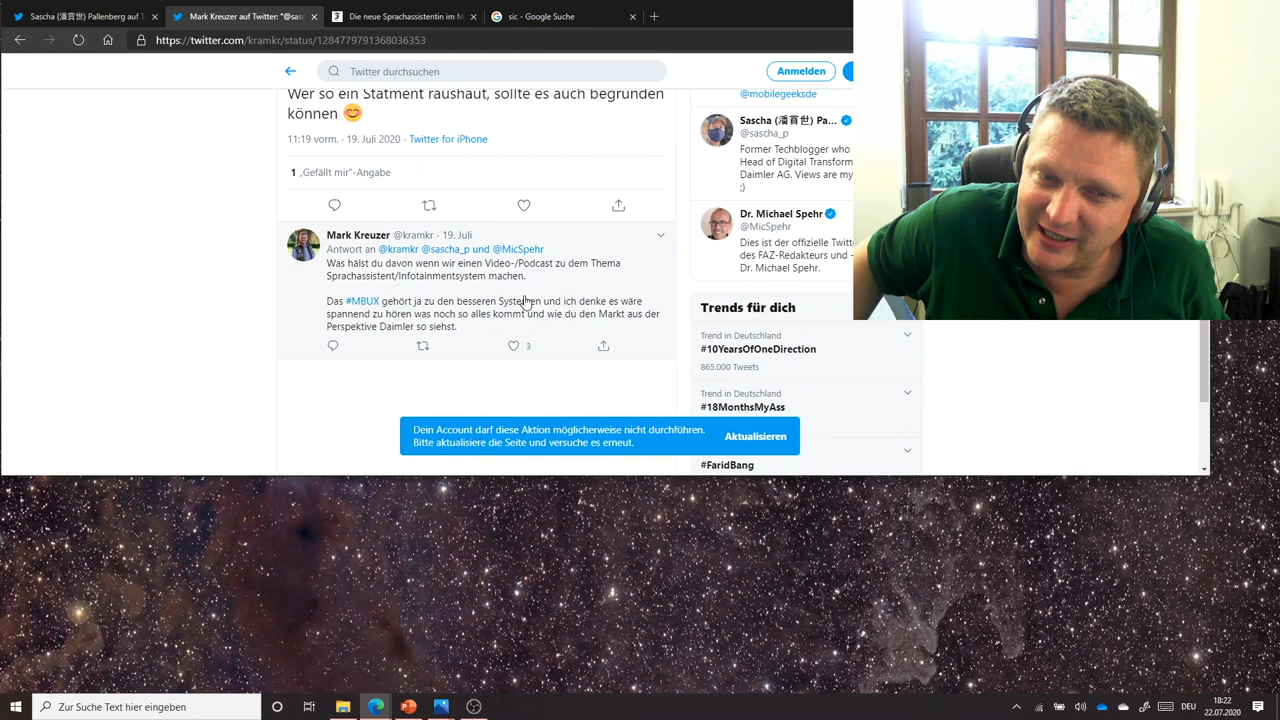 Sascha (潘賞世) Pallenberg auf T
Mark Kreuzer auf Twitter: "@sas
Die neue Sprachassistentin im M
sic - Google Suche
https://twitter.com/kramkr/status/1284779791368036353
Twitter durchsuchen
Anmelden
Wer so ein Statment raushaut, sollte es auch begründen
können 😊
11:19 vorm. · 19. Juli 2020 · Twitter for iPhone
1 „Gefällt mir"-Angabe
Mark Kreuzer @kramkr · 19. Juli
Antwort an @kramkr @sascha_p und @MicSpehr
Was hälst du davon wenn wir einen Video-/Podcast zu dem Thema
Sprachassistent/Infotainmentsystem machen.
Das #MBUX gehört ja zu den besseren Systemen und ich denke es wäre
spannend zu hören was noch so alles kommt und wie du den Markt aus der
Perspektive Daimler so siehst.
3
@mobilegeeksde
Sascha (潘賞世) Pa...
@sascha_p
Former Techblogger who
Head of Digital Transform
Daimler AG. Views are my
;)
Dr. Michael Spehr
@MicSpehr
Dies ist der offizielle Twitt
des FAZ-Redakteurs und -
Dr. Michael Spehr.
Trends für dich
Trend in Deutschland
#10YearsOfOneDirection
865.000 Tweets
Trend in Deutschland
#18MonthsMyAss
#FaridBang
Dein Account darf diese Aktion möglicherweise nicht durchführen.
Bitte aktualisiere die Seite und versuche es erneut.
Aktualisieren
Zur Suche Text hier eingeben
DEU
18:22
22.07.2020